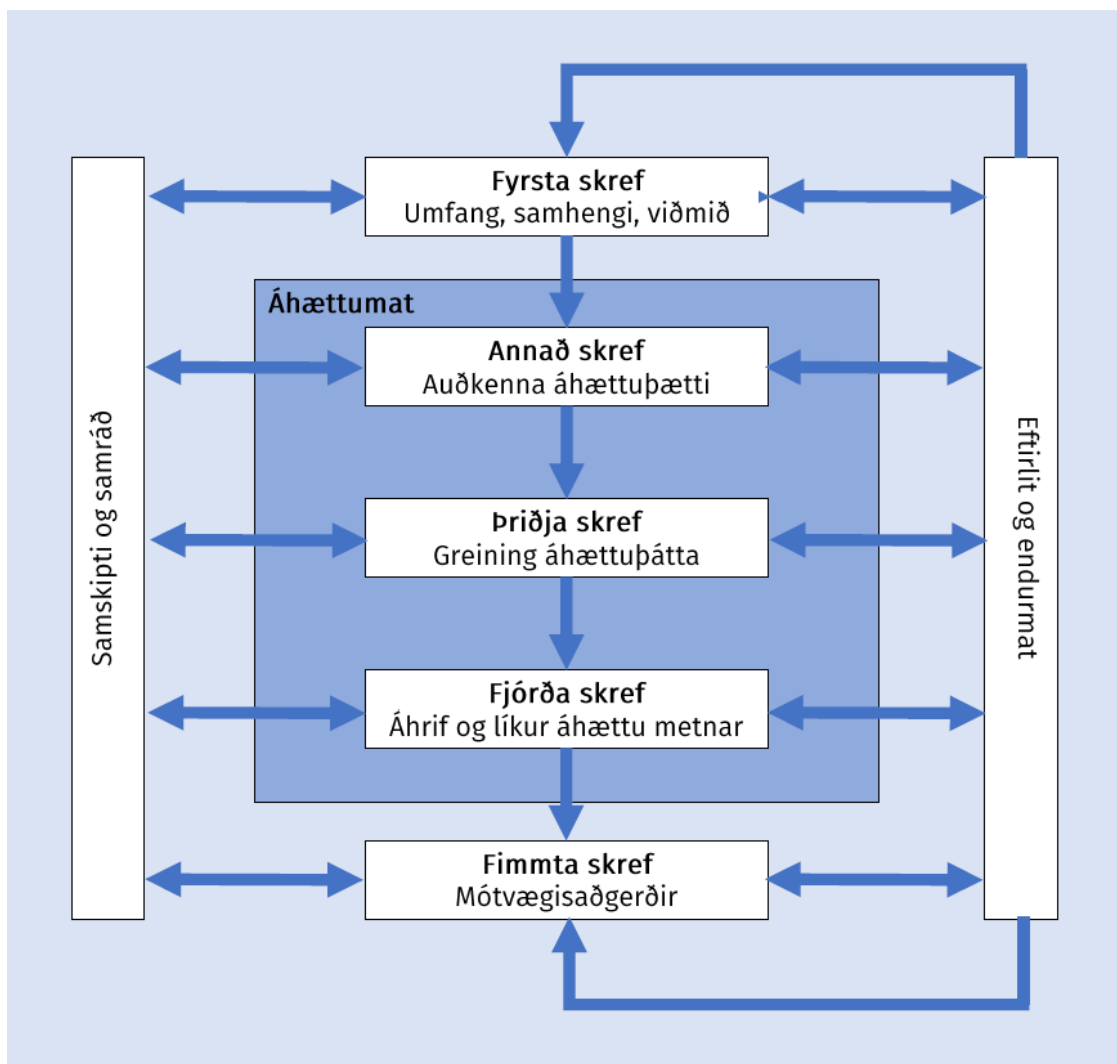 Fyrsta skref
Umfang, samhengi, viðmið
Áhættumat
Annað skref
Auðkenna áhættuþætti
Þriðja skref
Greining áhættuþátta
Fjórða skref
Áhrif og líkur áhættu metnar
Fimmta skref
Mótvægisaðgerðir
Samskipti og samráð
Eftirlit og endurmat